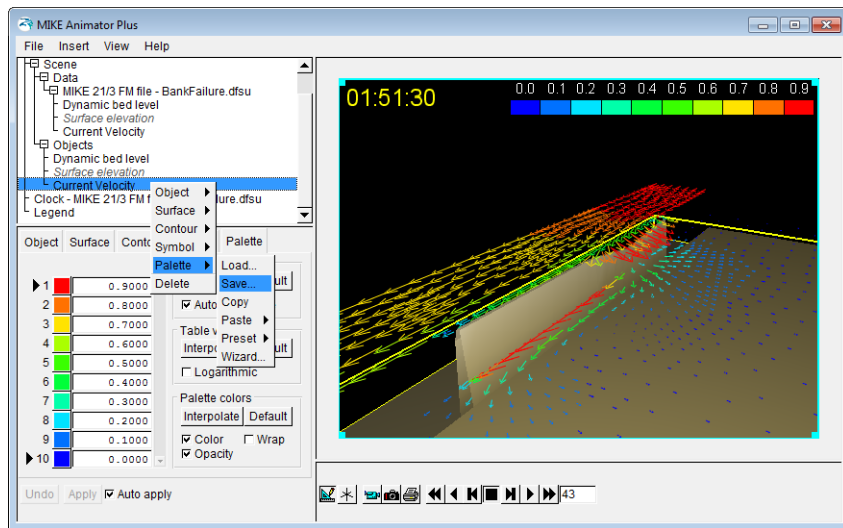 MIKE Animator Plus
File Insert View Help
Scene
Data
MIKE 21/3 FM file - BankFailure.dfsu
Dynamic bed level
Surface elevation
Current Velocity
Objects
Dynamic bed level
Surface elevation
Current Velocity
Clock - MIKE 21/3 FM f lure.dfsu
Legend
Object
Surface
Contour
Symbol
Palette
Delete
Load...
Save...
Copy
Paste
Preset
Wizard...
Object Surface Conto Palette
1 0.9000
2 0.8000
3 0.7000
4 0.6000
5 0.5000
6 0.4000
7 0.3000
8 0.2000
9 0.1000
10 0.0000
ult
Auto
Table v
Interpo ult
Logarithmic
Palette colors
Interpolate Default
Color Wrap
Opacity
Undo Apply Auto apply
01:51:30
0.0 0.1 0.2 0.3 0.4 0.5 0.6 0.7 0.8 0.9
43